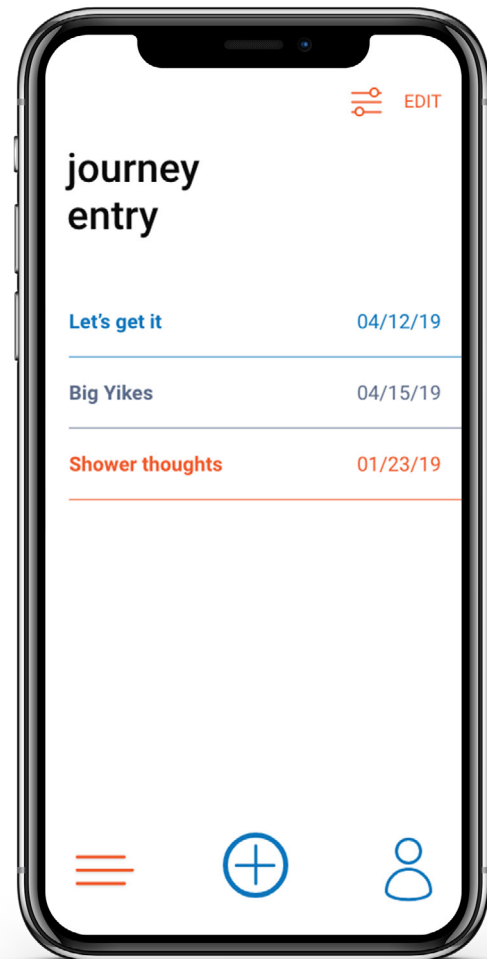 EDIT
journey
entry
Let's get it 04/12/19
Big Yikes 04/15/19
Shower thoughts 01/23/19